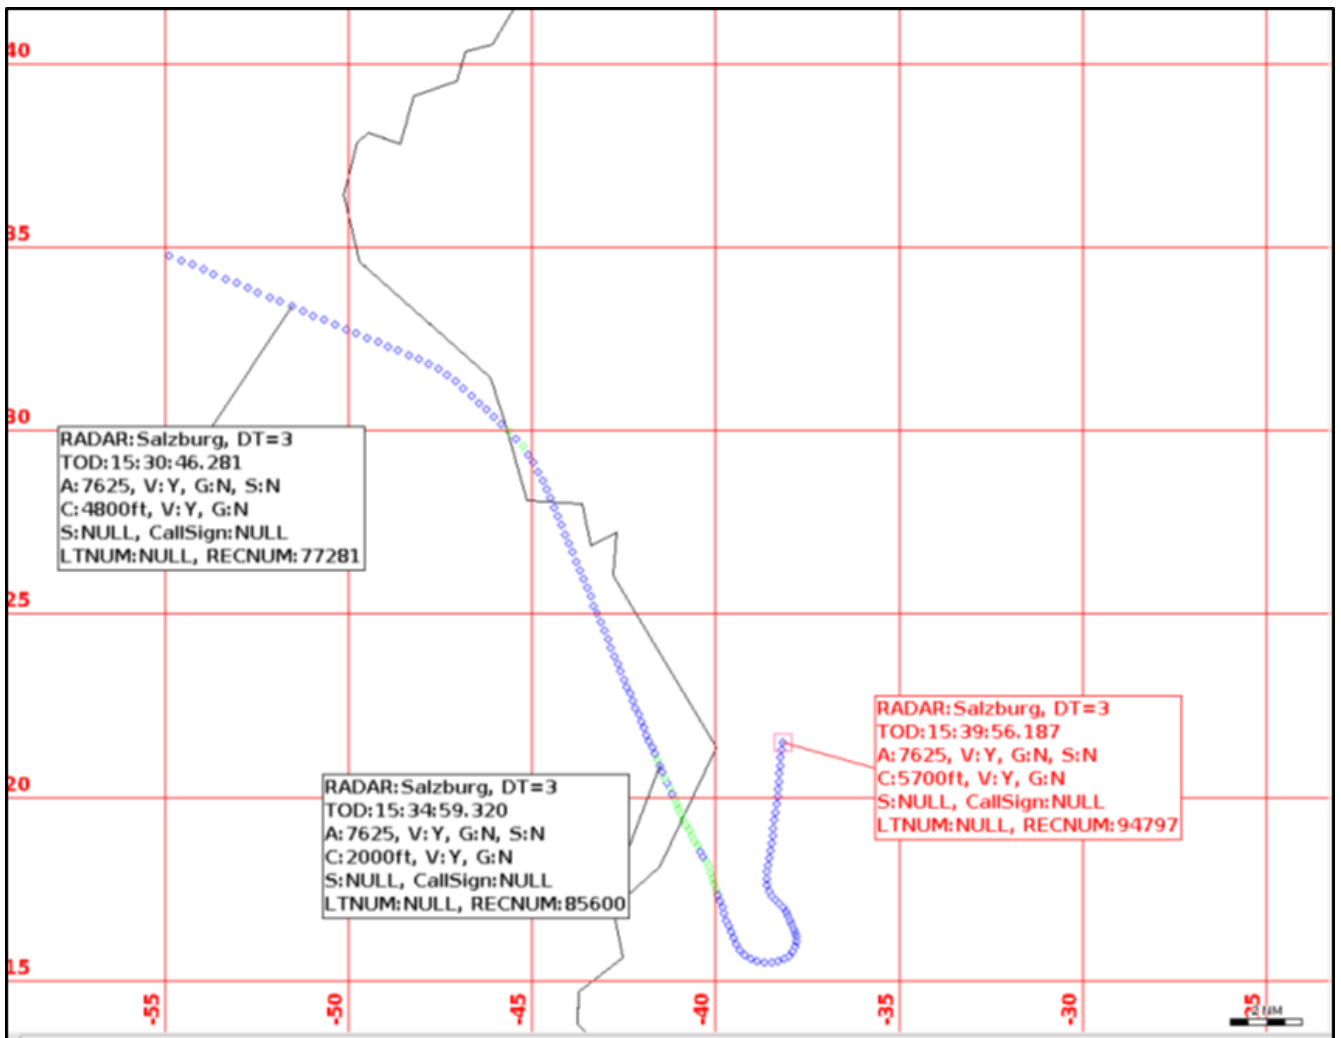 40
35
30
RADAR:Salzburg, DT=3
TOD:15:30:46.281
A:7625, V:Y, G:N, S:N
C:4800ft, V:Y, G:N
S:NULL, CallSign:NULL
LTNUM:NULL, RECNUM:77281
25
RADAR:Salzburg, DT=3
TOD:15:39:56.187
A:7625, V:Y, G:N, S:N
C:5700ft, V:Y, G:N
S:NULL, CallSign:NULL
LTNUM:NULL, RECNUM:94797
20
RADAR:Salzburg, DT=3
TOD:15:34:59.320
A:7625, V:Y, G:N, S:N
C:2000ft, V:Y, G:N
S:NULL, CallSign:NULL
LTNUM:NULL, RECNUM:85600
15
-55
-50
-45
-40
-35
-30
-25
2 NM